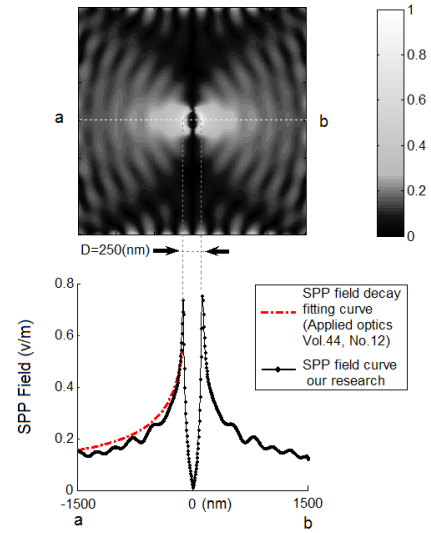 1
0.8
a
b
0.6
0.4
0.2
0
D=250(nm)
0.8
0.6
0.4
0.2
0
SPP Field (v/m)
SPP field decay
fitting curve
(Applied optics
Vol.44, No.12)
SPP field curve
our research
-1500
0 (nm)
1500
a
b